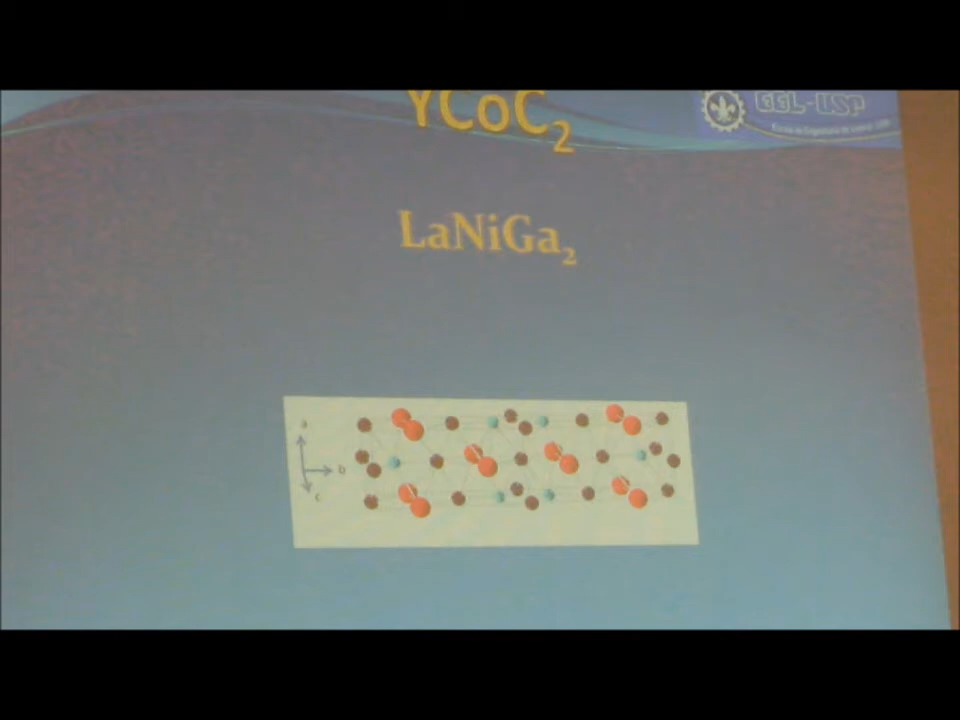 YCoC₂
EEL-USP
LaNiGa₂
a
b
c